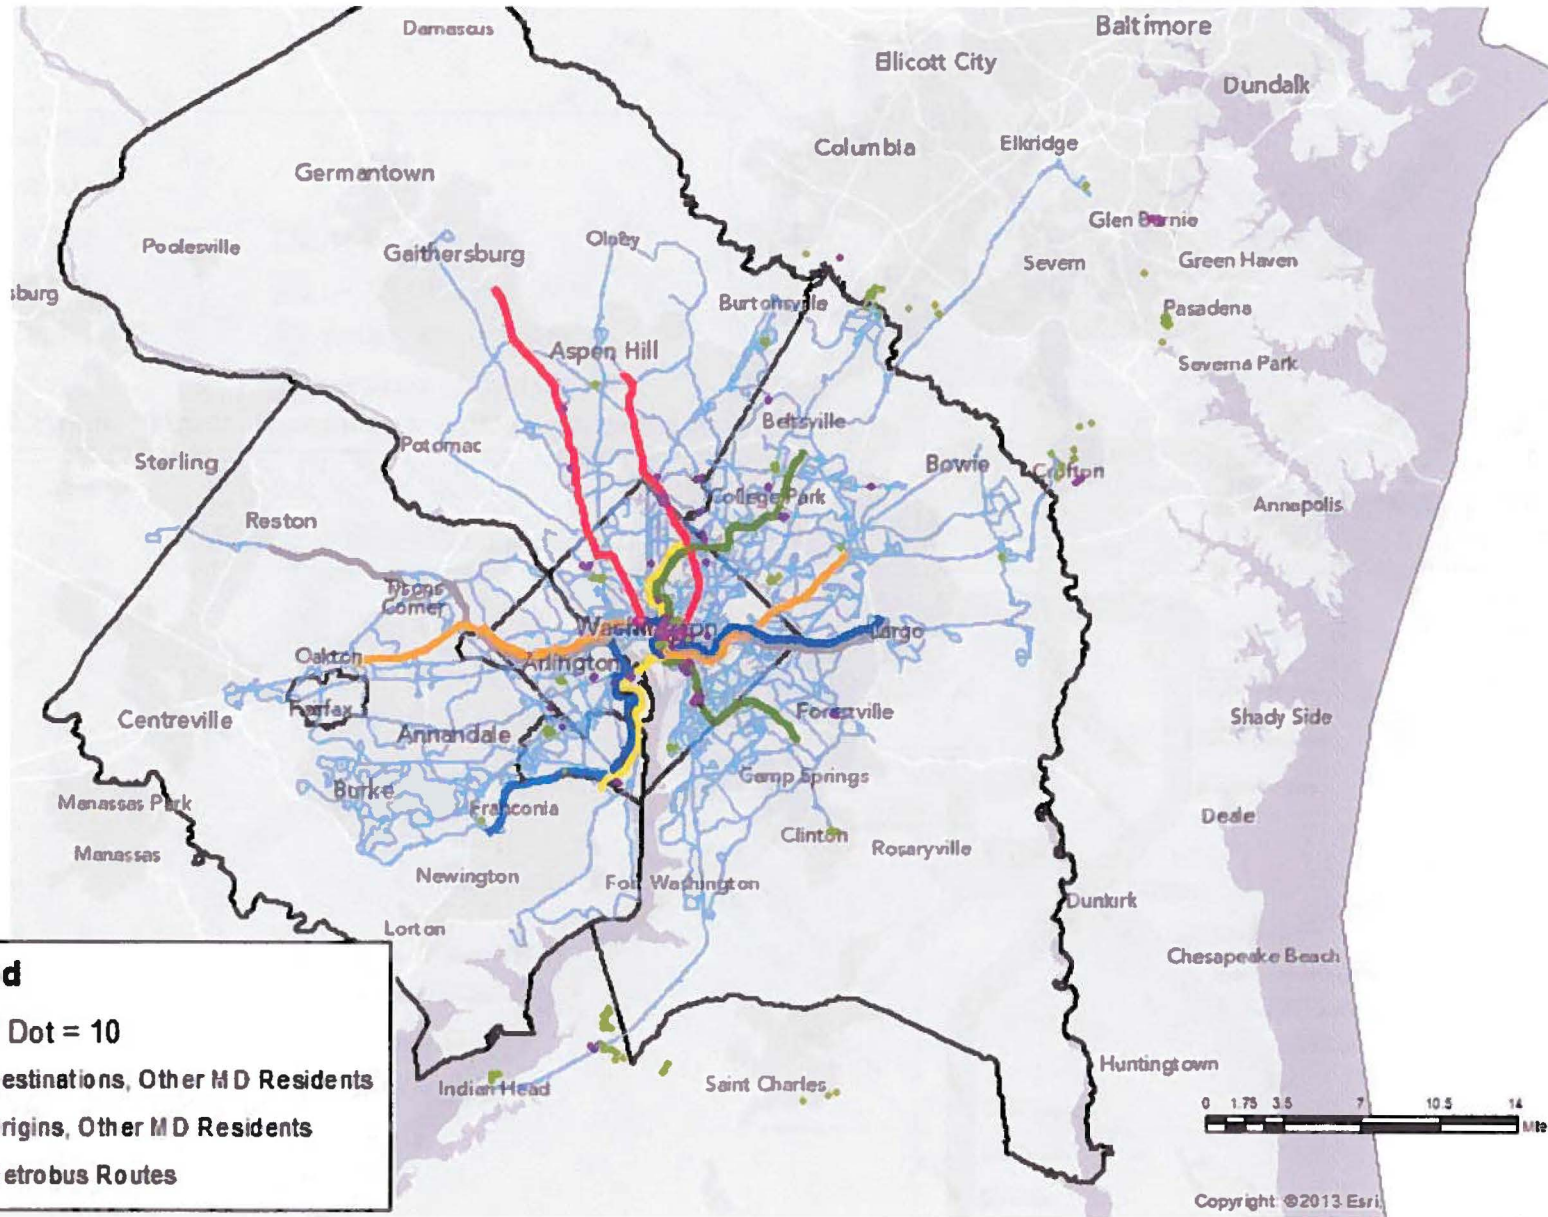 Damascus
Baltimore
Ellicott City
Dundalk
Columbia
Elkridge
Germantown
Glen Burnie
Poolesville
Gaithersburg
Olney
Severn
Green Haven
sburg
Burtonsville
Pasadena
Aspen Hill
Severna Park
Potomac
Beltsville
Sterling
Bowie
Crofton
College Park
Annapolis
Reston
Tysons
Corner
Washington
Largo
Oakton
Arlington
Fairfax
Centreville
Forestville
Shady Side
Annandale
Camp Springs
Burke
Manassas Park
Franconia
Deale
Clinton
Rosaryville
Manassas
Newington
Fort Washington
Dunkirk
Lorton
Chesapeake Beach
d
Dot = 10
estinations, Other MD Residents
rigins, Other MD Residents
etrobus Routes
Indian Head
Saint Charles
Huntingtown
0 1.75 3.5 7 10.5 14
Mile
Copyright: ©2013 Esri,